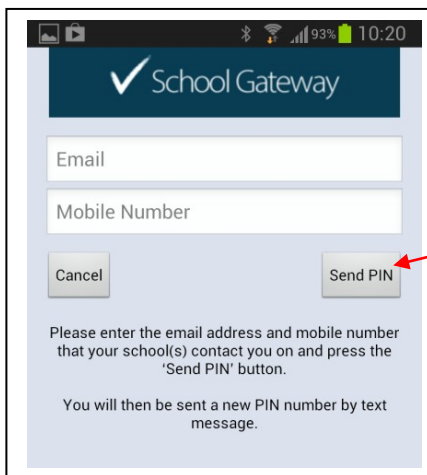 93% 10:20
School Gateway
Email
Mobile Number
Cancel Send PIN
Please enter the email address and mobile number
that your school(s) contact you on and press the
‘Send PIN’ button.
You will then be sent a new PIN number by text
message.